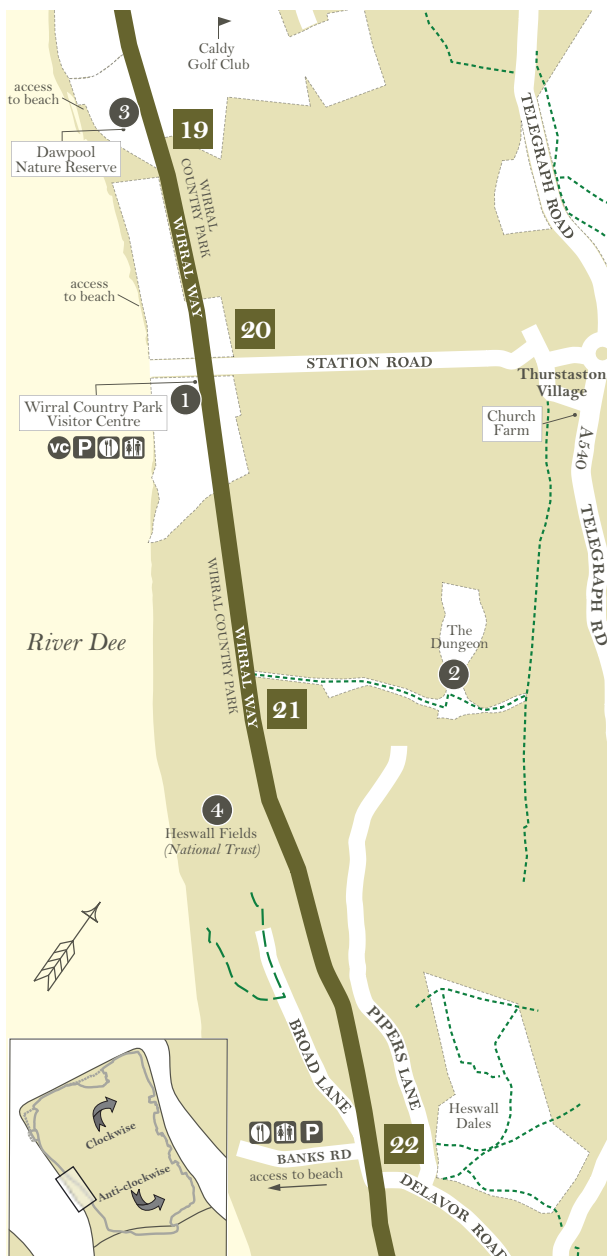 Caldy
Golf Club
access
to beach
3
19
Dawpool
Nature Reserve
TELEGRAPH ROAD
WIRRAL
COUNTRY PARK
WIRRAL WAY
access
to beach
20
STATION ROAD
Thurstaston
Village
Wirral Country Park
Visitor Centre
1
VC P
Church
Farm
A540
TELEGRAPH RD
River Dee
WIRRAL COUNTRY PARK
WIRRAL WAY
The
Dungeon
2
21
4
Heswall Fields
(National Trust)
BROAD LANE
PIPERS LANE
Heswall
Dales
P
22
BANKS RD
access to beach
DELAVOR ROAD
Clockwise
Anti-clockwise